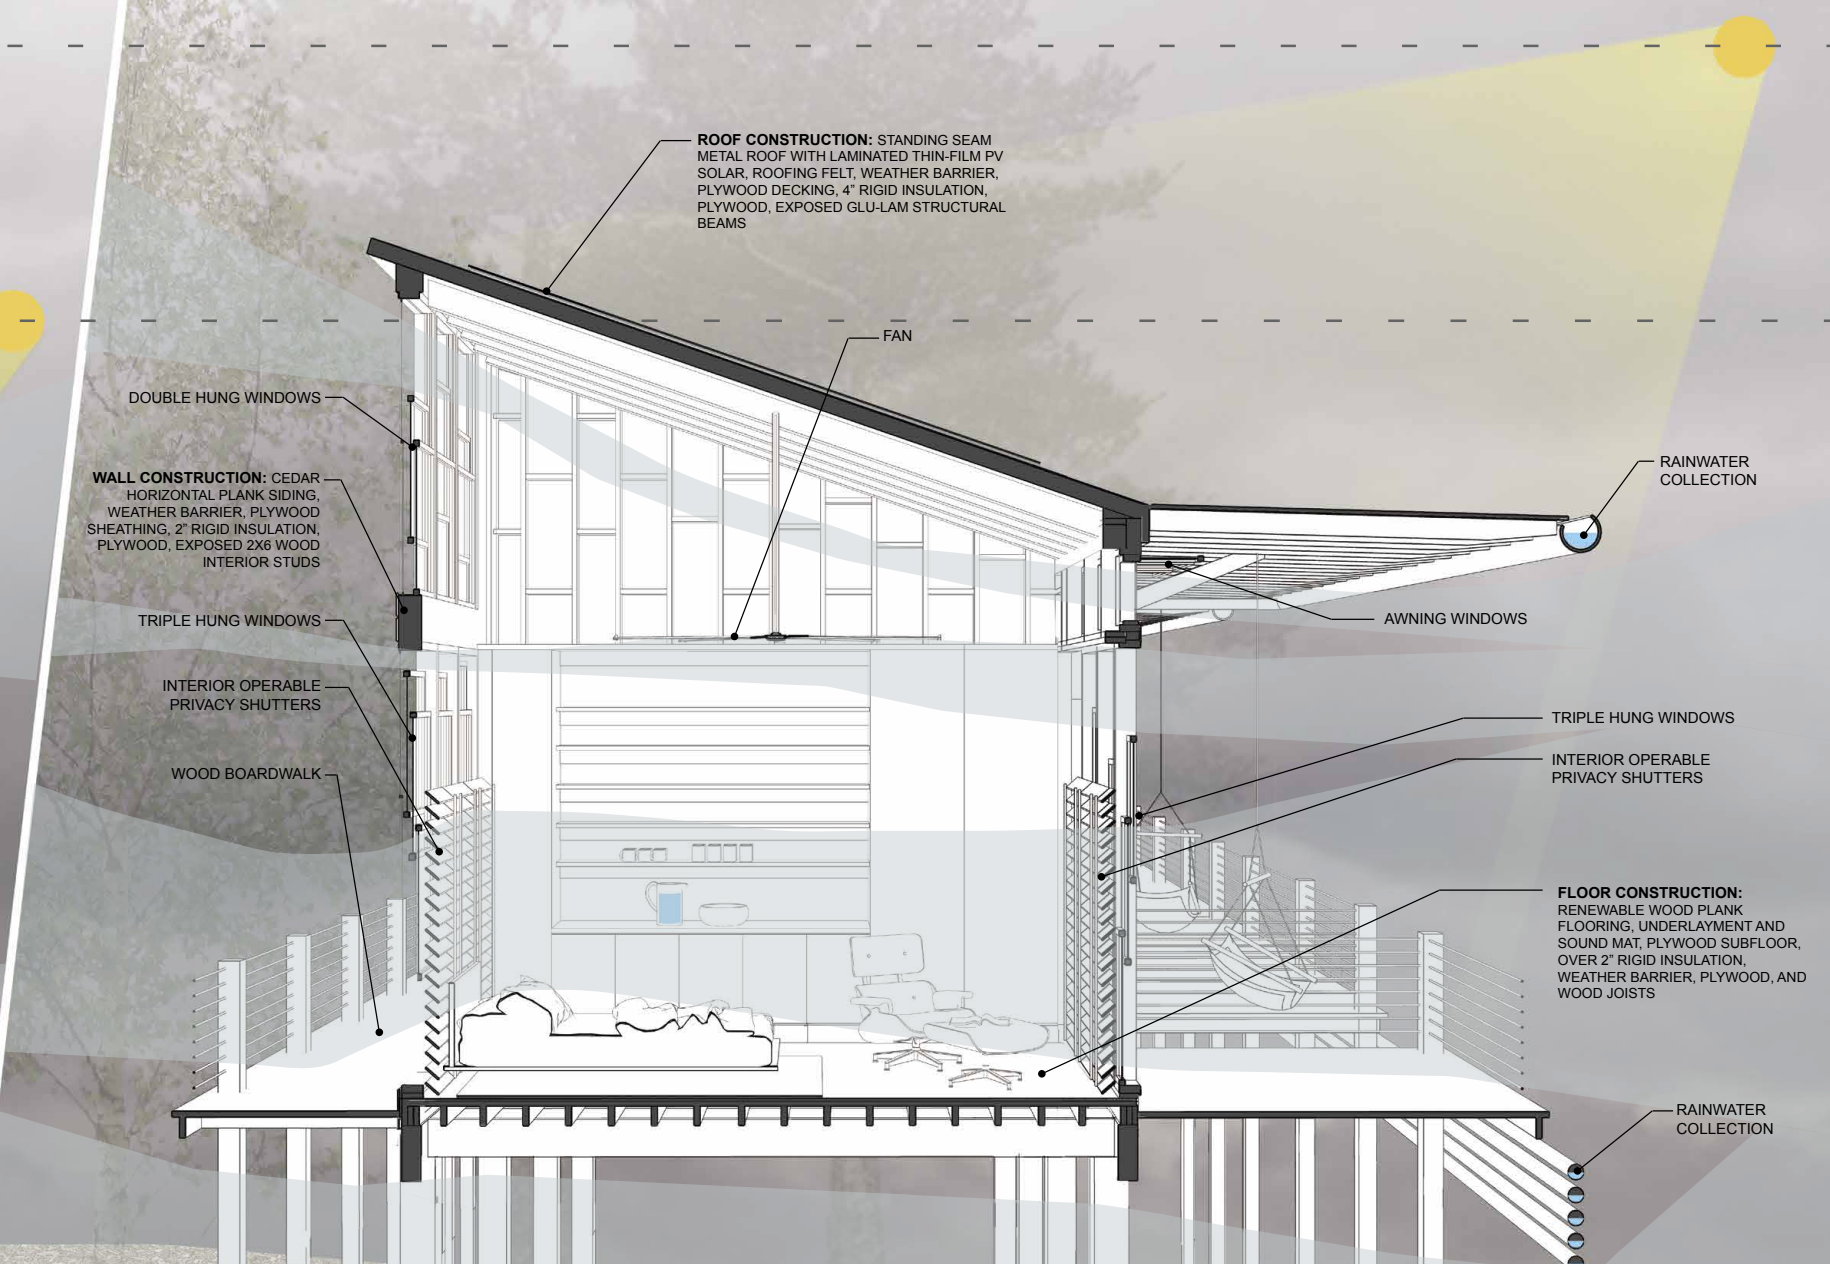 ROOF CONSTRUCTION: STANDING SEAM
METAL ROOF WITH LAMINATED THIN-FILM PV
SOLAR, ROOFING FELT, WEATHER BARRIER,
PLYWOOD DECKING, 4” RIGID INSULATION,
PLYWOOD, EXPOSED GLU-LAM STRUCTURAL
BEAMS
FAN
DOUBLE HUNG WINDOWS
WALL CONSTRUCTION: CEDAR
HORIZONTAL PLANK SIDING,
WEATHER BARRIER, PLYWOOD
SHEATHING, 2” RIGID INSULATION,
PLYWOOD, EXPOSED 2X6 WOOD
INTERIOR STUDS
TRIPLE HUNG WINDOWS
INTERIOR OPERABLE
PRIVACY SHUTTERS
WOOD BOARDWALK
RAINWATER
COLLECTION
AWNING WINDOWS
TRIPLE HUNG WINDOWS
INTERIOR OPERABLE
PRIVACY SHUTTERS
FLOOR CONSTRUCTION:
RENEWABLE WOOD PLANK
FLOORING, UNDERLAYMENT AND
SOUND MAT, PLYWOOD SUBFLOOR,
OVER 2” RIGID INSULATION,
WEATHER BARRIER, PLYWOOD, AND
WOOD JOISTS
RAINWATER
COLLECTION